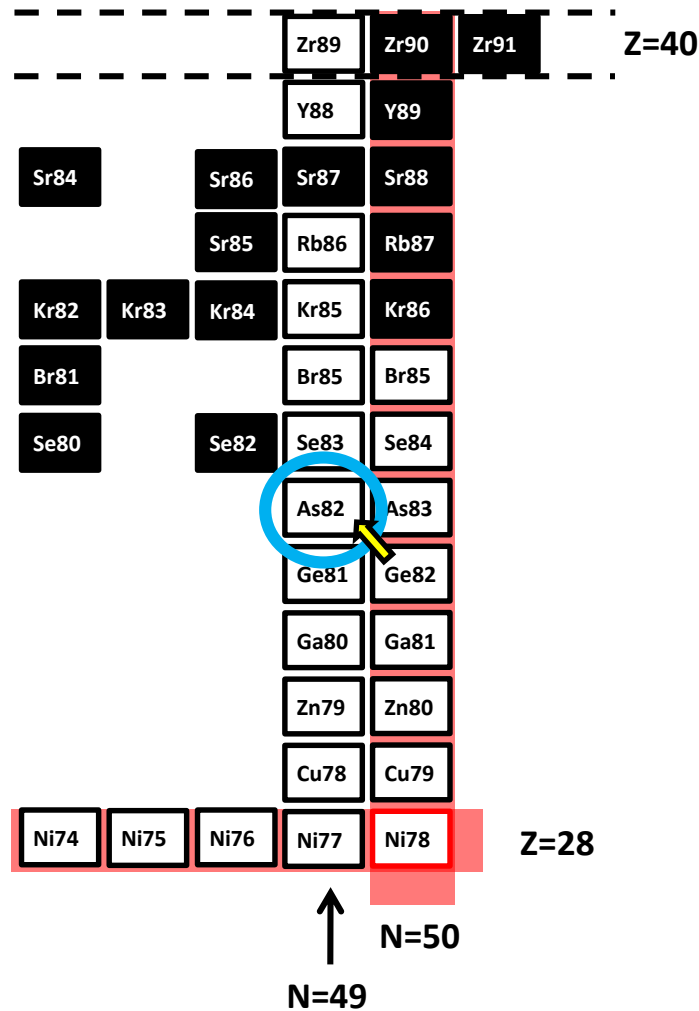 Zr89 Zr90 Zr91 Z=40
Y88 Y89
Sr84 Sr86 Sr87 Sr88
Sr85 Rb86 Rb87
Kr82 Kr83 Kr84 Kr85 Kr86
Br81 Br85 Br85
Se80 Se82 Se83 Se84
As82 As83
Ge81 Ge82
Ga80 Ga81
Zn79 Zn80
Cu78 Cu79
Ni74 Ni75 Ni76 Ni77 Ni78 Z=28
N=50
N=49